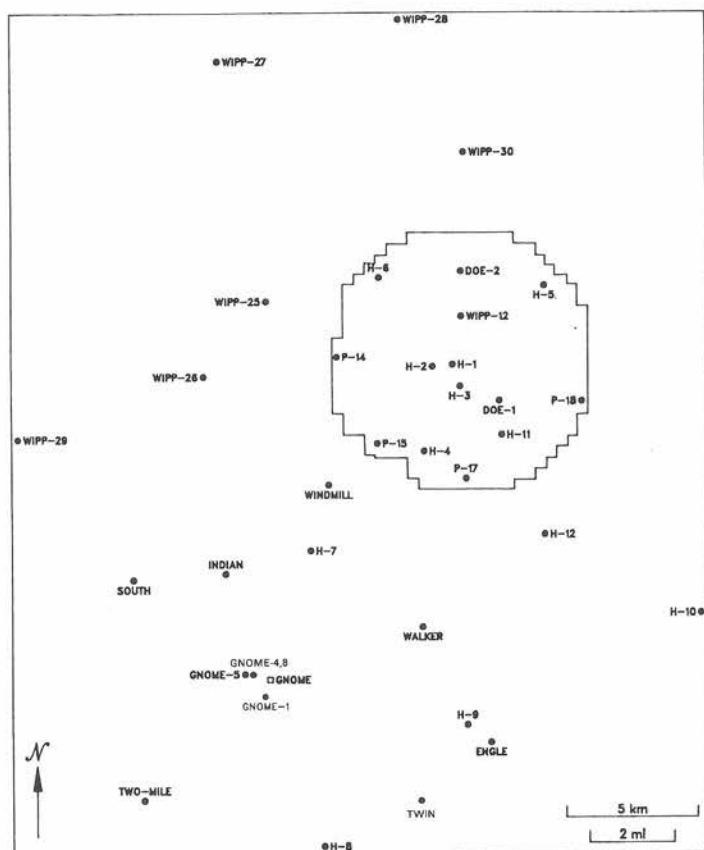 WIPP-28
WIPP-27
WIPP-30
H-6
DOE-2
H-5
WIPP-25
WIPP-12
P-14
H-2
H-1
WIPP-26
H-3
DOE-1
P-18
WIPP-29
P-15
H-4
H-11
P-17
WINDMILL
H-12
H-7
INDIAN
SOUTH
H-10
WALKER
GNOME-4,8
GNOME-5
GNOME
GNOME-1
H-9
ENGLE
N
TWO-MILE
TWIN
5 km
2 mi
H-8